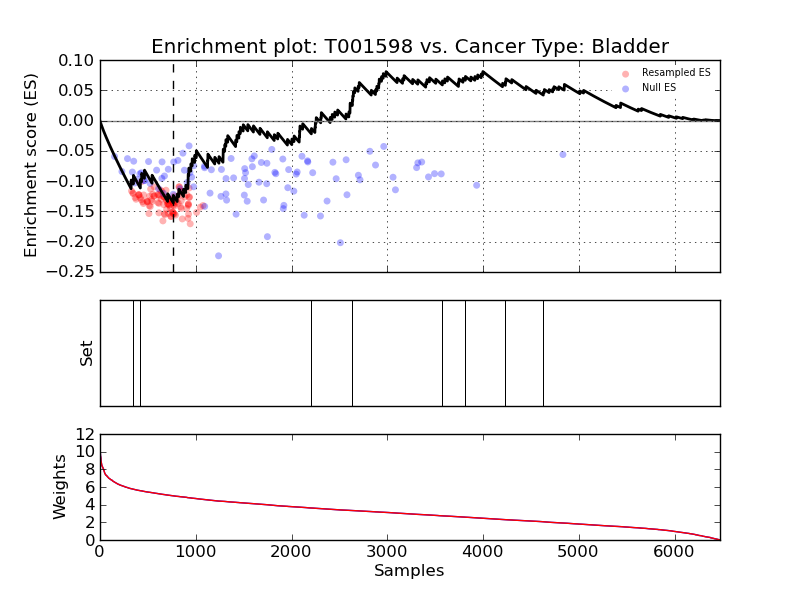 Enrichment plot: T001598 vs. Cancer Type: Bladder
Enrichment score (ES)
0.10
0.05
0.00
−0.05
−0.10
−0.15
−0.20
−0.25
Resampled ES
Null ES
Set
Weights
12
10
8
6
4
2
0
0 1000 2000 3000 4000 5000 6000
Samples